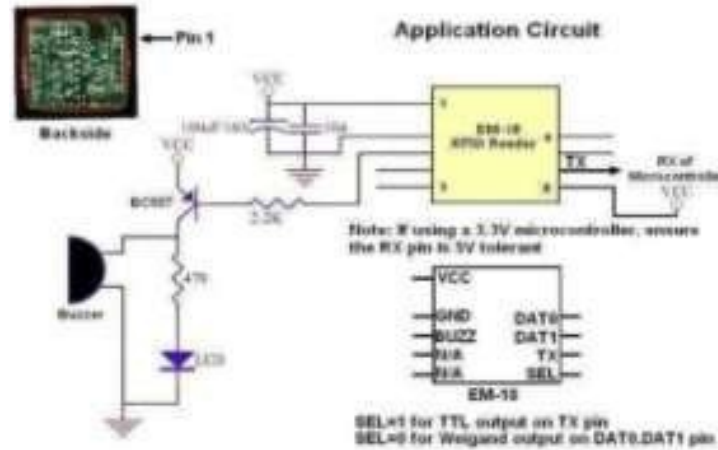 Application Circuit
Pin 1
Backside
VCC
VCC
1
EM-18
RFID Reader
TX
RX of
Microcontroller
VCC
BC557
2.2K
Note: If using a 3.3V microcontroller, ensure
the RX pin is 5V tolerant
Buzzer
470
LED
VCC
GND
BUZZ
N/A
N/A
DAT0
DAT1
TX
SEL
EM-18
SEL=1 for TTL output on TX pin
SEL=0 for Weigand output on DAT0,DAT1 pin